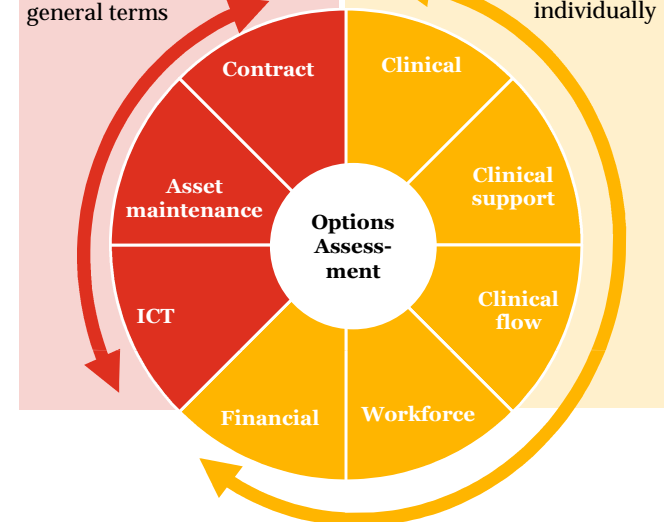 general terms
individually
Contract
Clinical
Clinical
support
Asset
maintenance
Options
Assess-
ment
Clinical
flow
ICT
Workforce
Financial